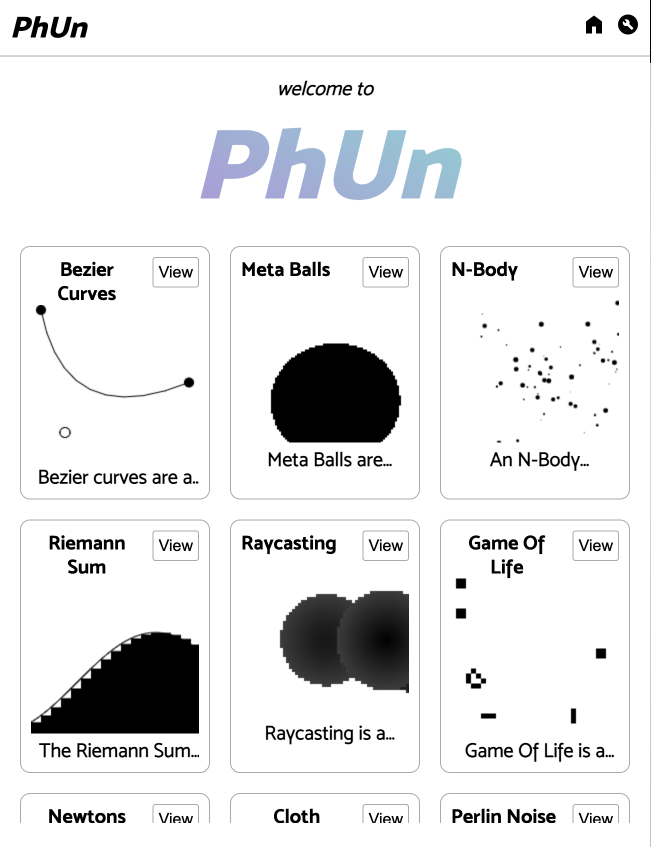 PhUn
welcome to
PhUn
Bezier
Curves
View
Bezier curves are a..
Meta Balls
View
Meta Balls are...
N-Body
View
An N-Body...
Riemann
Sum
View
The Riemann Sum...
Raycasting
View
Raycasting is a...
Game Of
Life
View
Game Of Life is a...
Newtons
View
Cloth
View
Perlin Noise
View